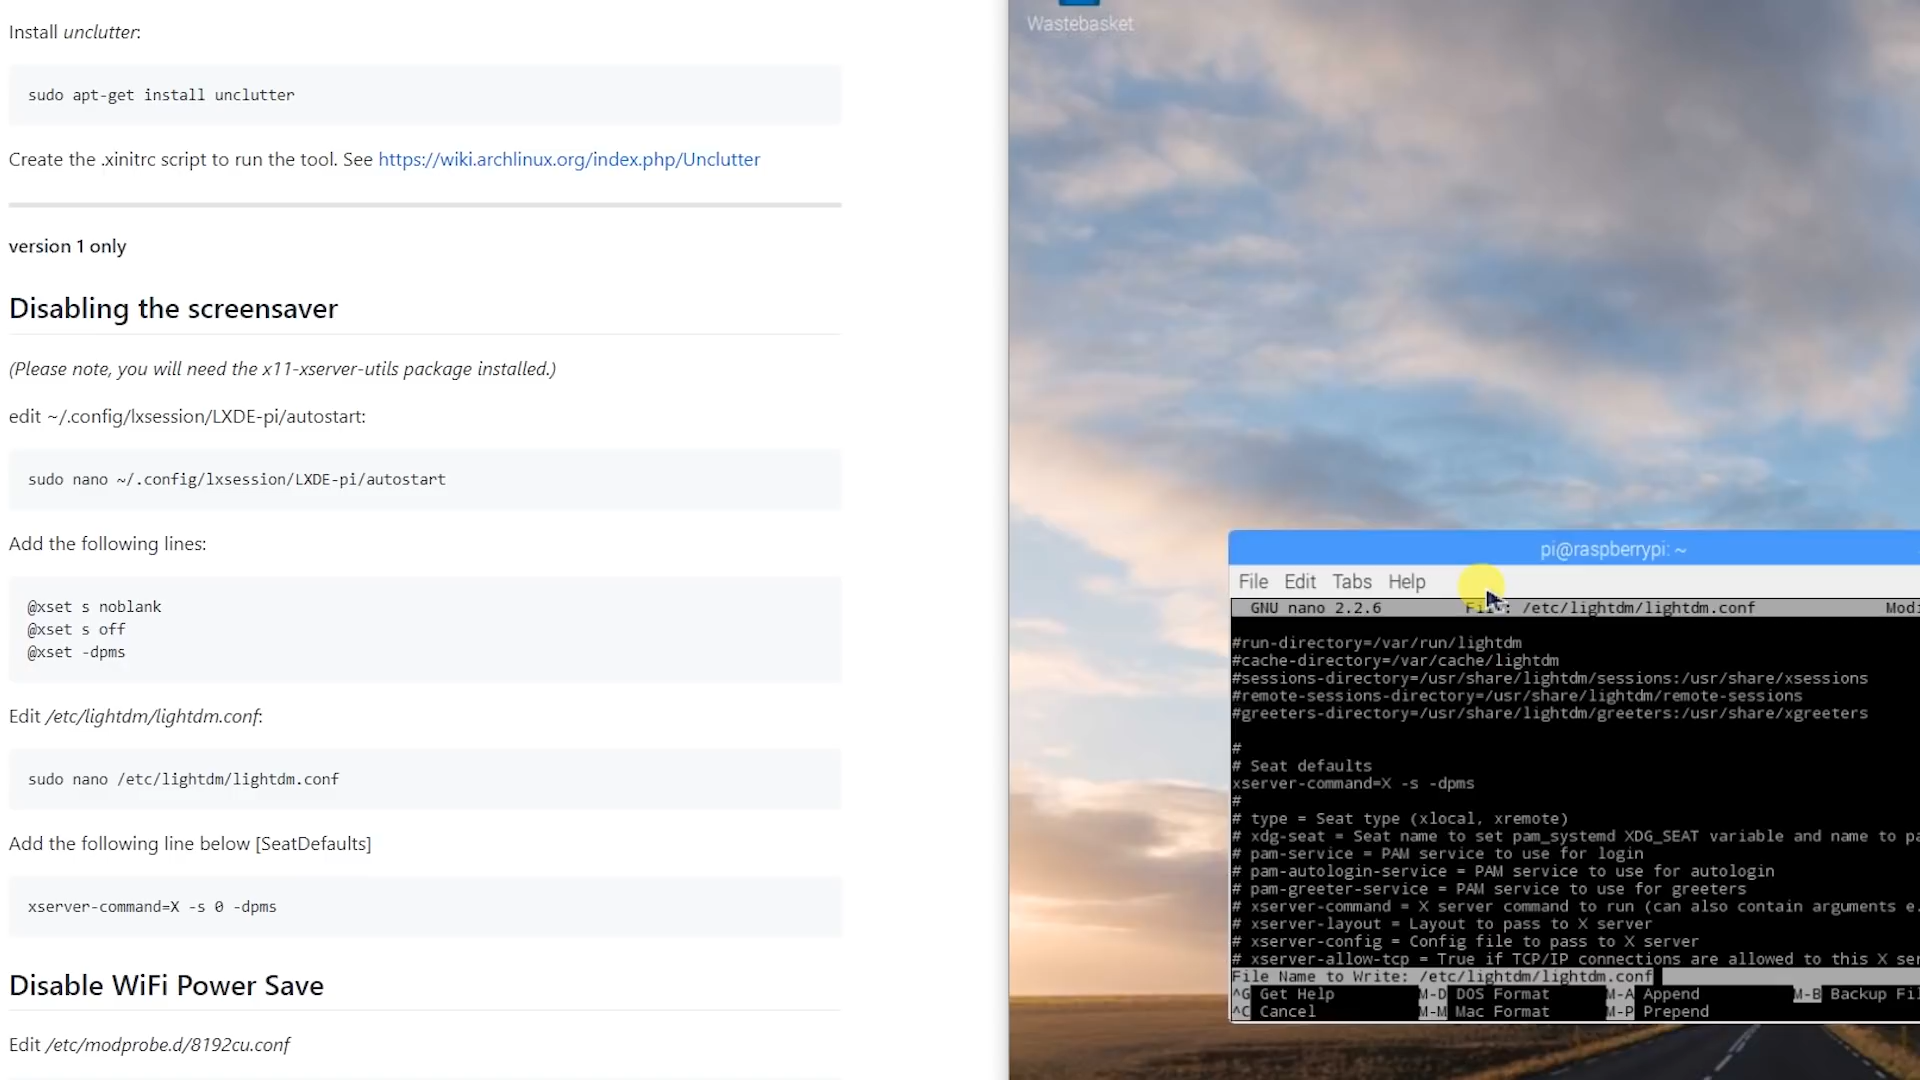 Install unclutter:
sudo apt-get install unclutter
Create the .xinitrc script to run the tool. See https://wiki.archlinux.org/index.php/Unclutter
version 1 only
Disabling the screensaver
(Please note, you will need the x11-xserver-utils package installed.)
edit ~/.config/lxsession/LXDE-pi/autostart:
sudo nano ~/.config/lxsession/LXDE-pi/autostart
Add the following lines:
@xset s noblank
@xset s off
@xset -dpms
Edit /etc/lightdm/lightdm.conf:
sudo nano /etc/lightdm/lightdm.conf
Add the following line below [SeatDefaults]
xserver-command=X -s 0 -dpms
Disable WiFi Power Save
Edit /etc/modprobe.d/8192cu.conf
Wastebasket
pi@raspberrypi: ~
File Edit Tabs Help
GNU nano 2.2.6 /etc/lightdm/lightdm.conf Modi
#run-directory=/var/run/lightdm
#cache-directory=/var/cache/lightdm
#sessions-directory=/usr/share/lightdm/sessions:/usr/share/xsessions
#remote-sessions-directory=/usr/share/lightdm/remote-sessions
#greeters-directory=/usr/share/lightdm/greeters:/usr/share/xgreeters
#
# Seat defaults
xserver-command=X -s -dpms
#
# type = Seat type (xlocal, xremote)
# xdg-seat = Seat name to set pam_systemd XDG_SEAT variable and name to pa
# pam-service = PAM service to use for login
# pam-autologin-service = PAM service to use for autologin
# pam-greeter-service = PAM service to use for greeters
# xserver-command = X server command to run (can also contain arguments e.
# xserver-layout = Layout to pass to X server
# xserver-config = Config file to pass to X server
# xserver-allow-tcp = True if TCP/IP connections are allowed to this X ser
File Name to Write: /etc/lightdm/lightdm.conf
^G Get Help M-D DOS Format M-A Append M-B Backup Fil
^C Cancel M-M Mac Format M-P Prepend